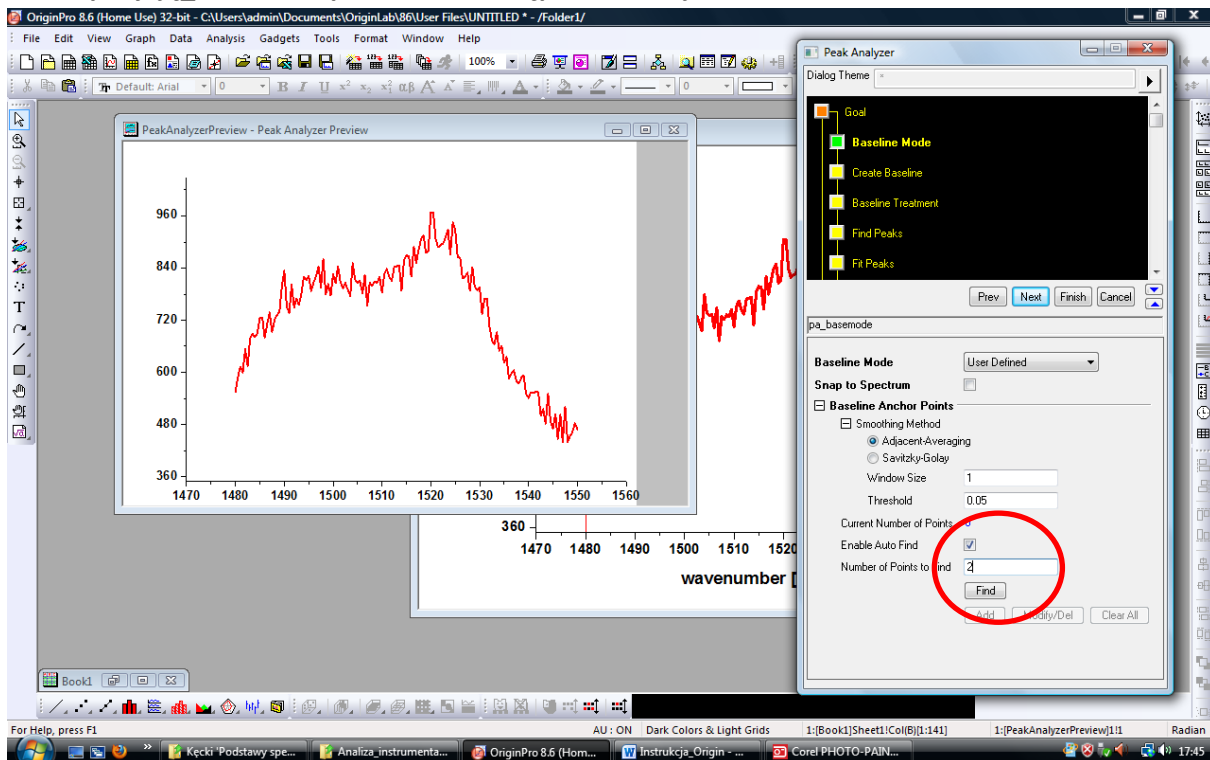 OriginPro 8.6 (Home Use) 32-bit - C:\Users\admin\Documents\OriginLab\86\User Files\UNTITLED * - /Folder1/
File Edit View Graph Data Analysis Gadgets Tools Format Window Help
100%
Default: Arial 0 B I U 0
Peak Analyzer
Dialog Theme *
Goal
Baseline Mode
Create Baseline
Baseline Treatment
Find Peaks
Fit Peaks
Prev Next Finish Cancel
pa_basemode
Baseline Mode User Defined
Snap to Spectrum
Baseline Anchor Points
Smoothing Method
Adjacent-Averaging
Savitzky-Golay
Window Size 1
Threshold 0.05
Current Number of Points
Enable Auto Find
Number of Points to Find 2
Find
Add Modify/Del Clear All
PeakAnalyzerPreview - Peak Analyzer Preview
960
840
720
600
480
360
1470 1480 1490 1500 1510 1520 1530 1540 1550 1560
360
1470 1480 1490 1500 1510 1520
wavenumber [
Book1
For Help, press F1 AU : ON Dark Colors & Light Grids 1:[Book1]Sheet1!Col(B)[1:141] 1:[PeakAnalyzerPreview]1!1 Radian
Kęcki 'Podstawy spe... Analiza_instrumenta... OriginPro 8.6 (Hom... Instrukcja_Origin - ... Corel PHOTO-PAIN... 17:45